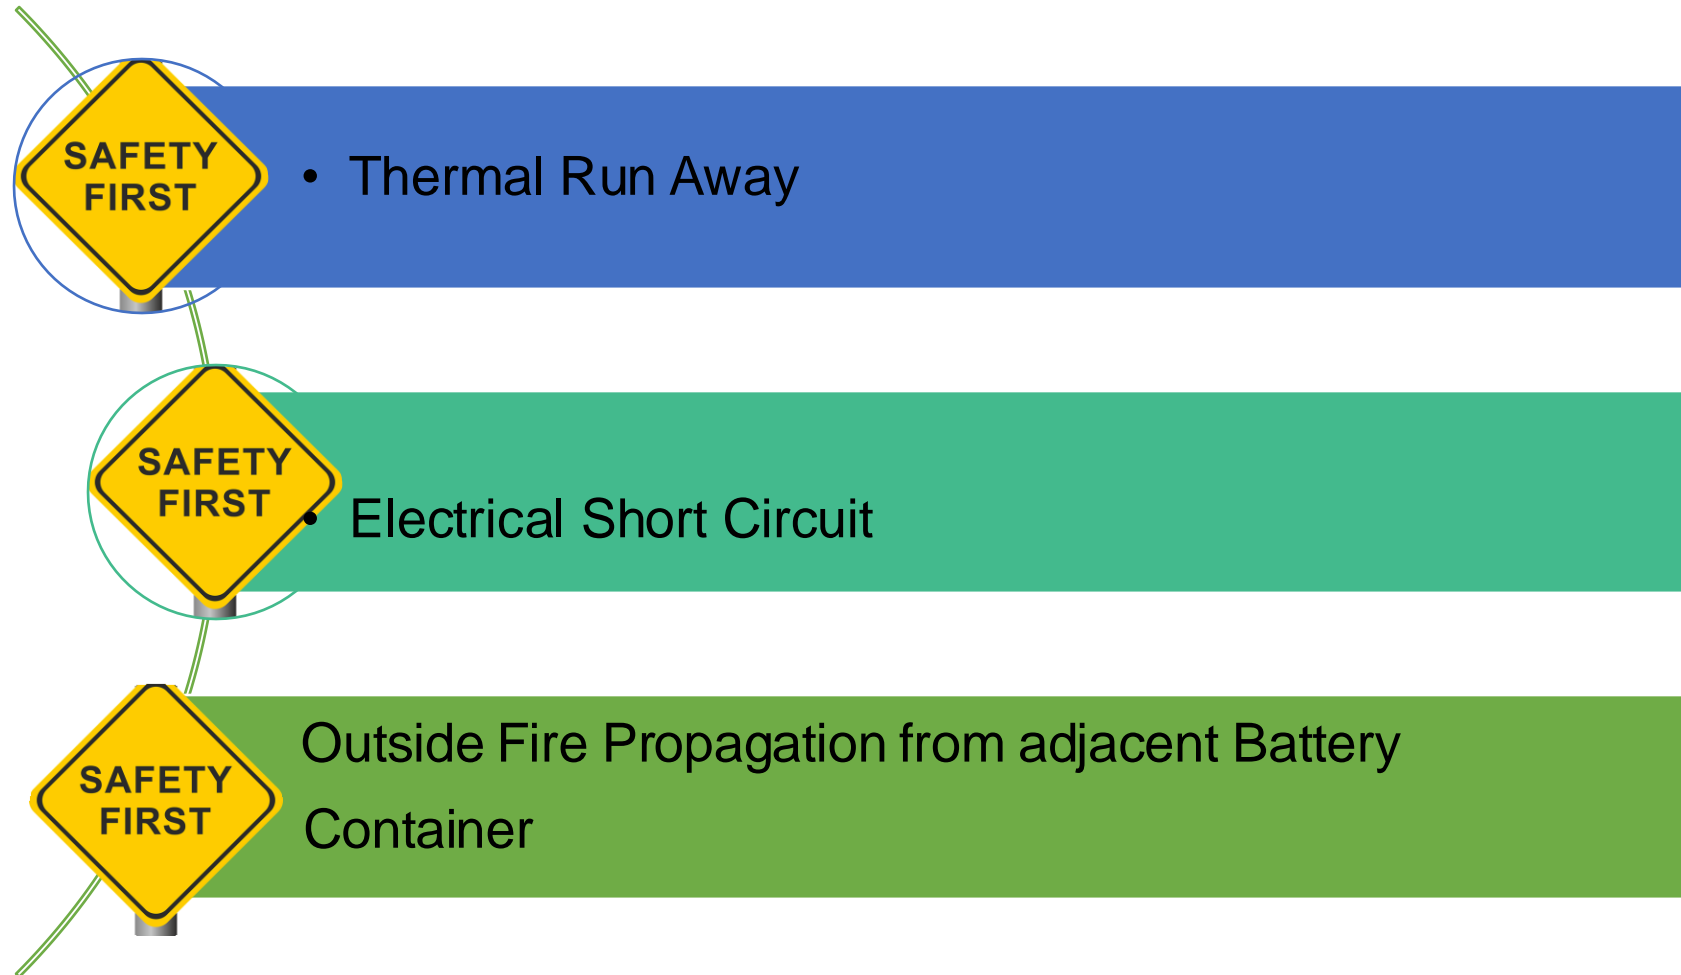 SAFETY
FIRST
• Thermal Run Away
SAFETY
FIRST
• Electrical Short Circuit
SAFETY
FIRST
Outside Fire Propagation from adjacent Battery
Container